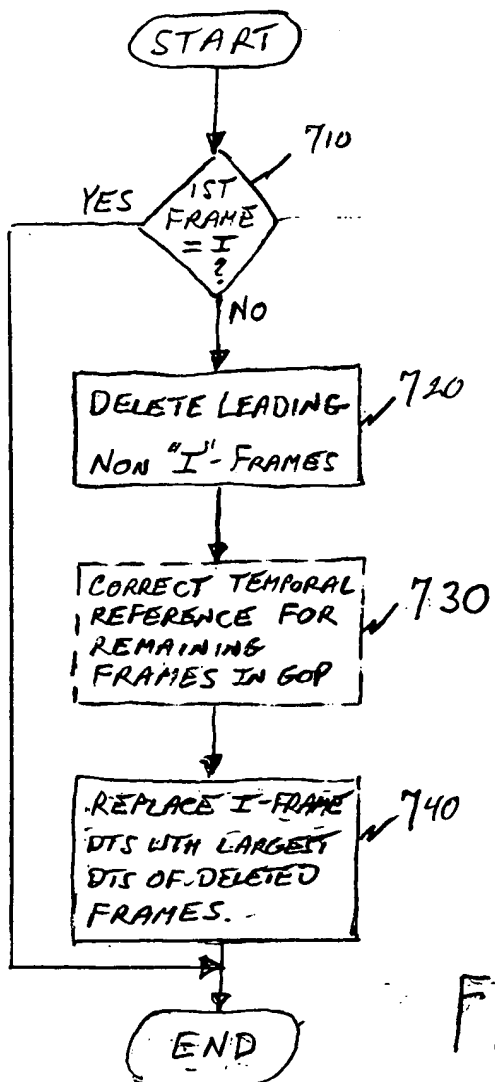 START
710
YES
1ST
FRAME
= I
?
NO
720
DELETE LEADING
NON "I"-FRAMES
730
CORRECT TEMPORAL
REFERENCE FOR
REMAINING
FRAMES IN GOP
740
REPLACE I-FRAME
DTS WITH LARGEST
DTS OF DELETED
FRAMES.
END
F